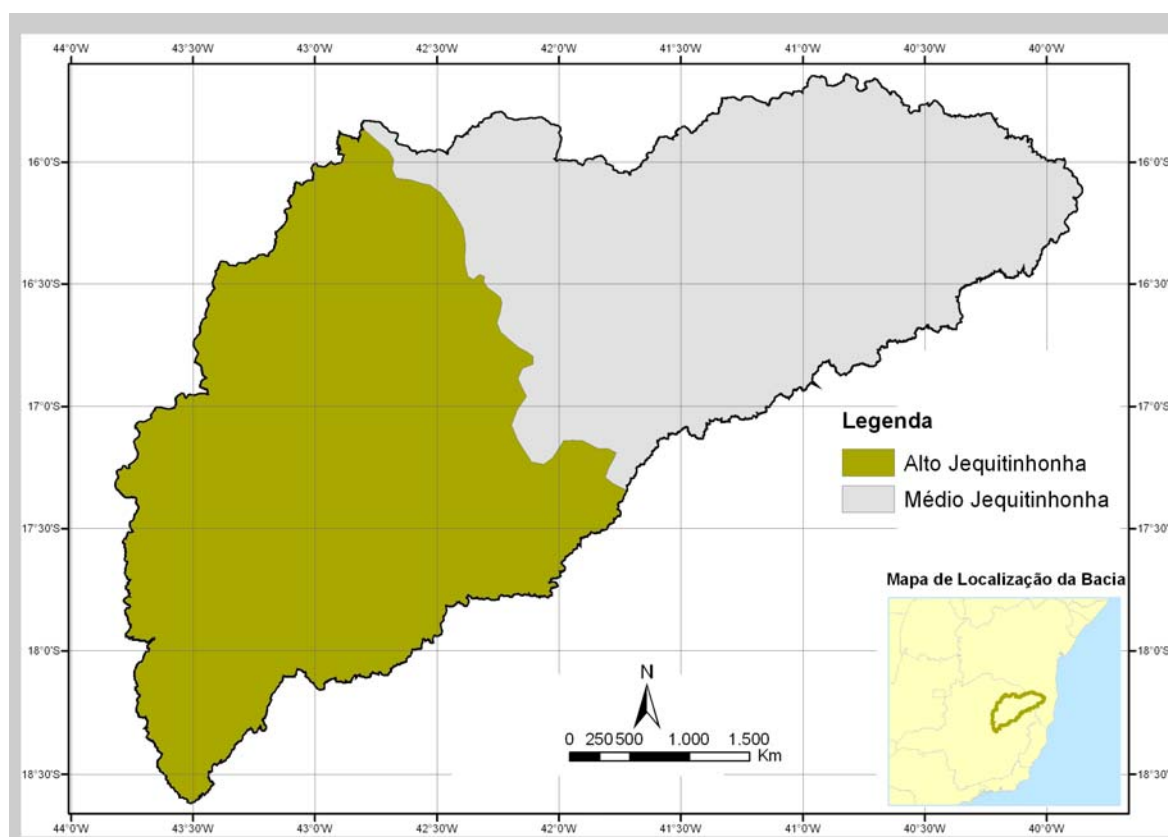 44°0'W 43°30'W 43°0'W 42°30'W 42°0'W 41°30'W 41°0'W 40°30'W 40°0'W
16°0'S 16°0'S
16°30'S 16°30'S
17°0'S 17°0'S
Legenda
Alto Jequitinhonha
Médio Jequitinhonha
17°30'S 17°30'S
Mapa de Localização da Bacia
18°0'S 18°0'S
N
0 250 500 1.000 1.500
Km
18°30'S 18°30'S
44°0'W 43°30'W 43°0'W 42°30'W 42°0'W 41°30'W 41°0'W 40°30'W 40°0'W